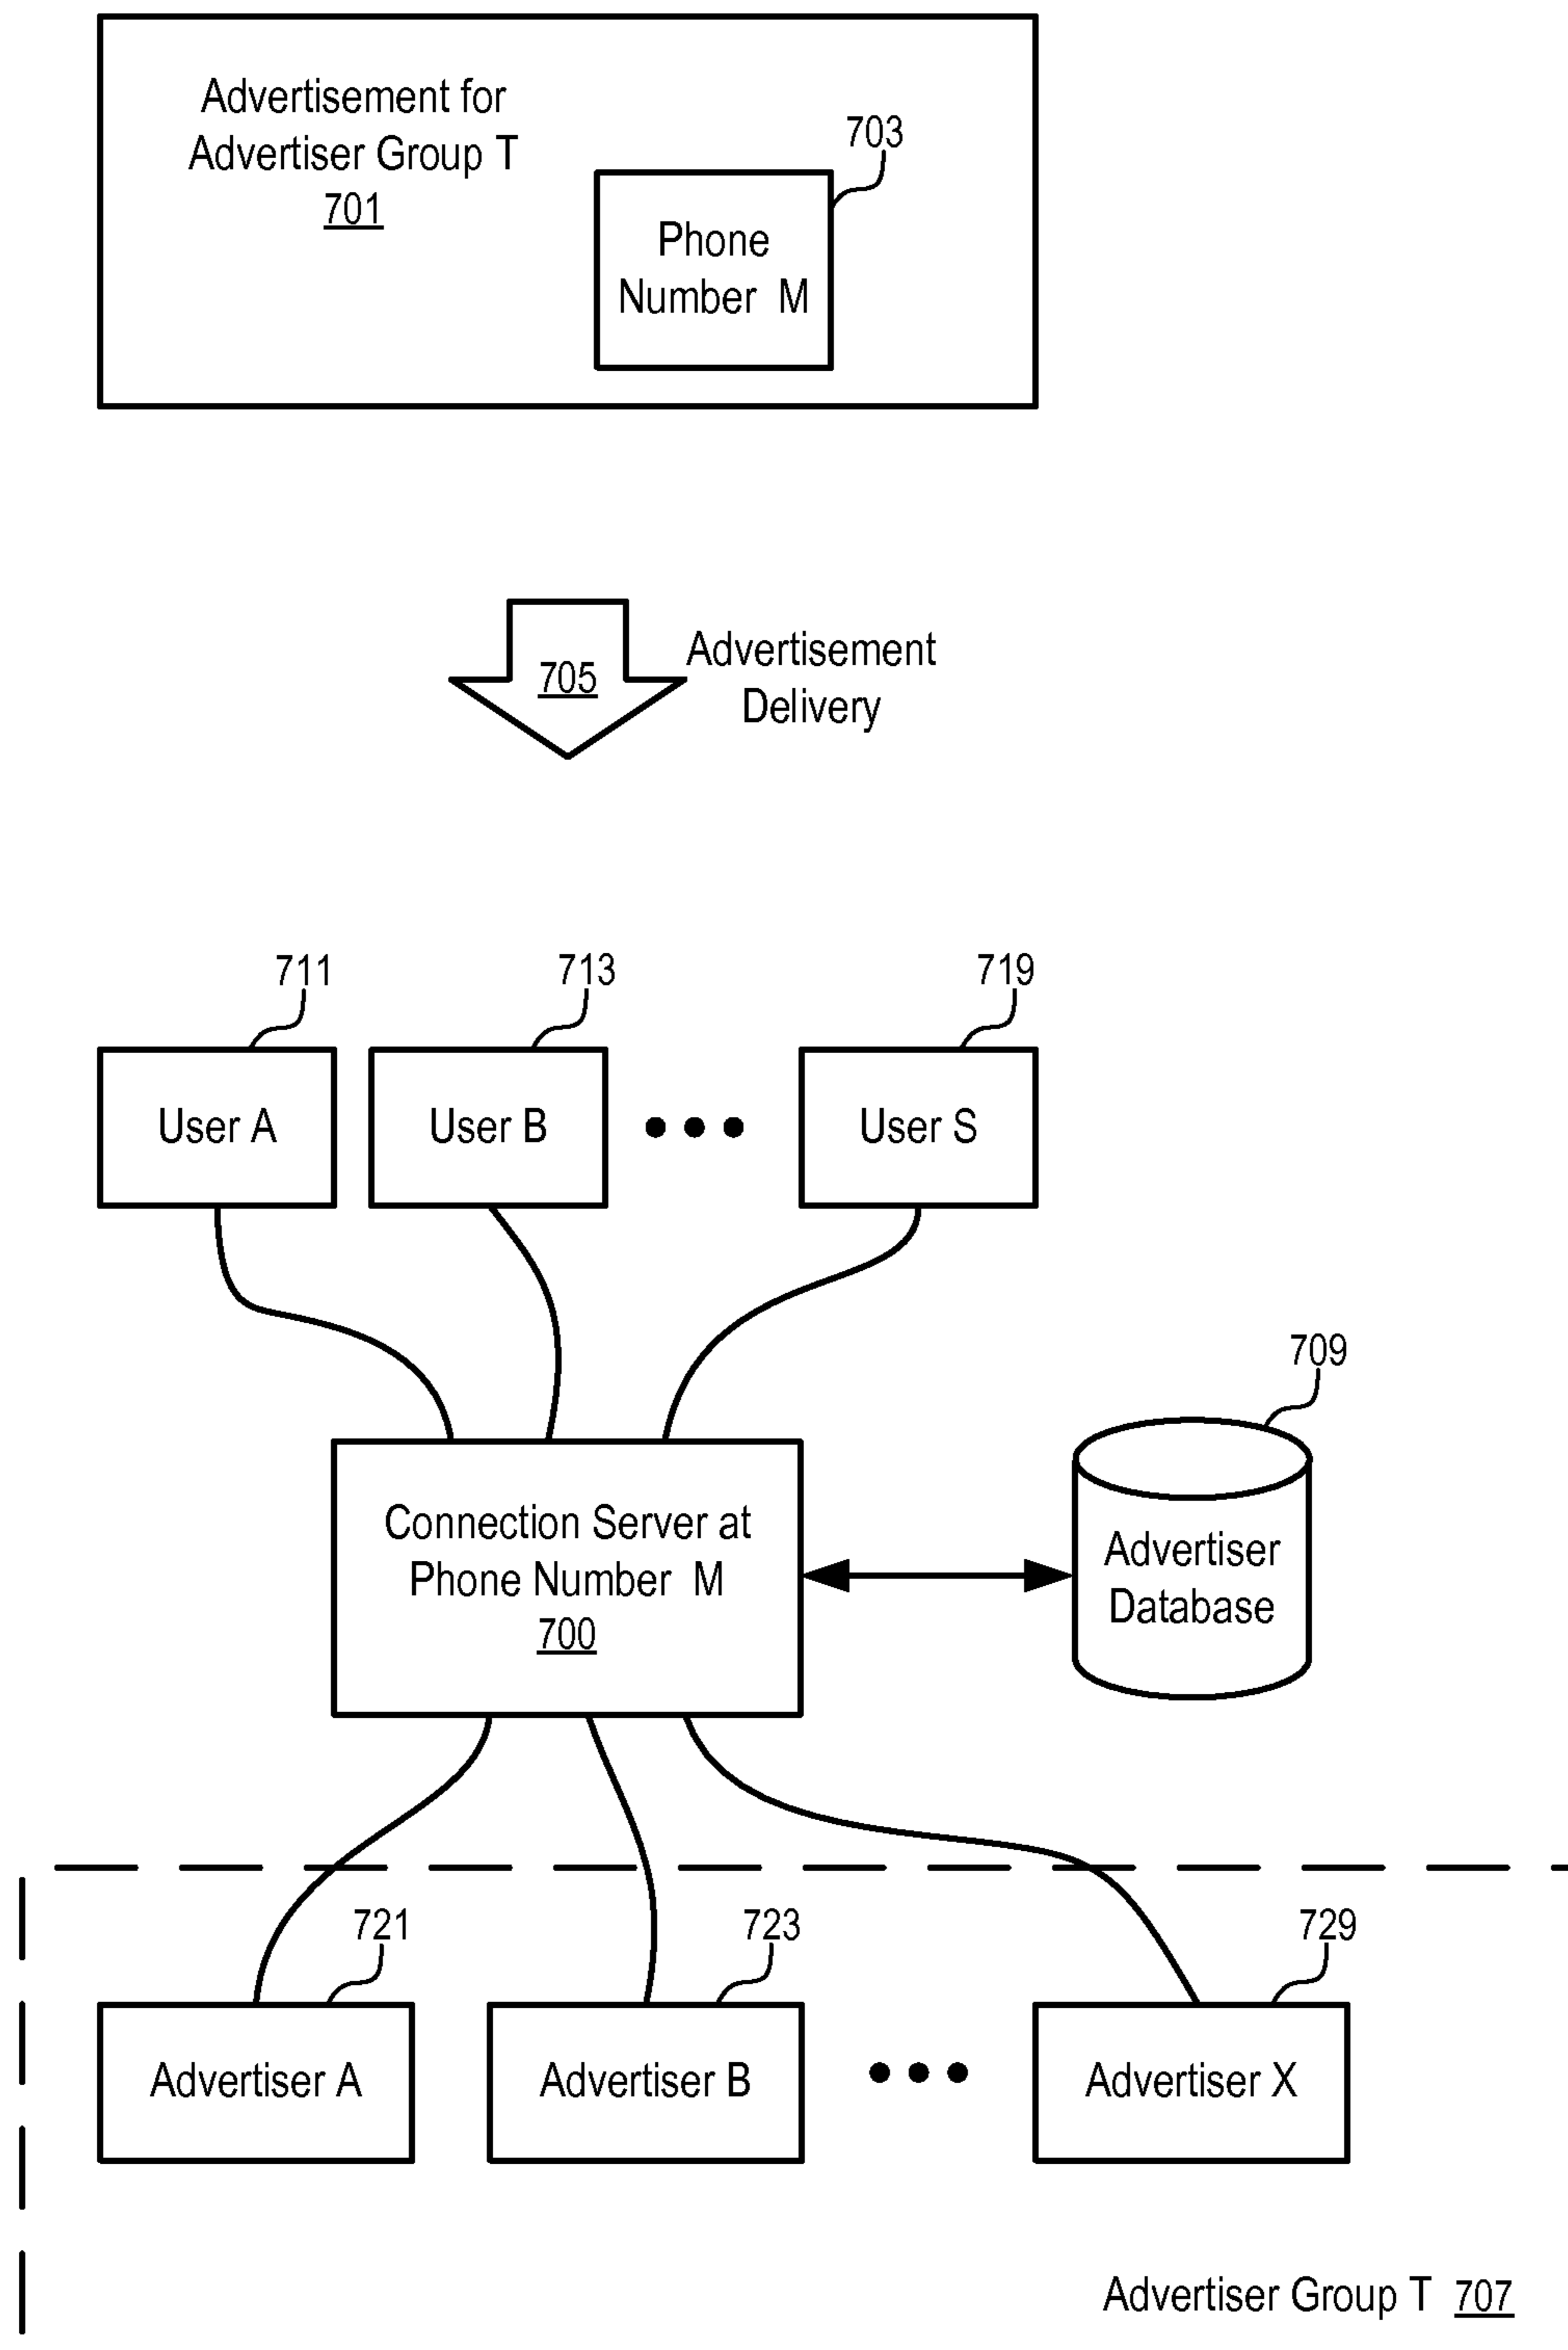 Advertisement for
Advertiser Group T
701
703
Phone
Number M
705
Advertisement
Delivery
711
713
719
User A
User B
User S
709
Connection Server at
Phone Number M
700
Advertiser
Database
721
723
729
Advertiser A
Advertiser B
Advertiser X
Advertiser Group T 707